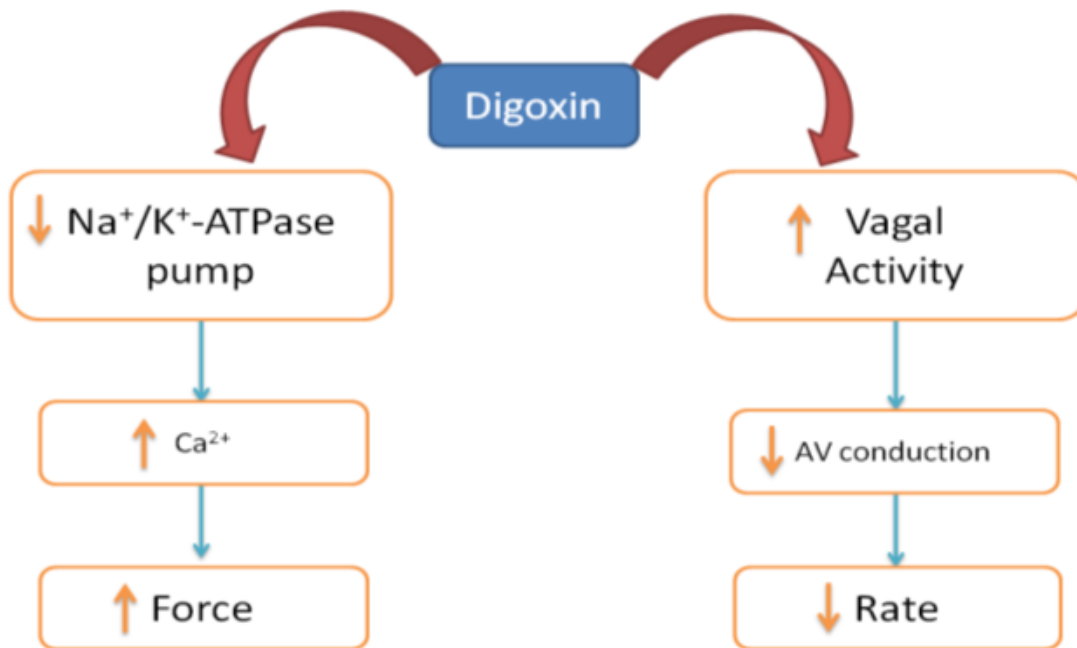 Digoxin
↓ Na⁺/K⁺-ATPase
pump
↑ Ca²⁺
↑ Force
↑ Vagal
Activity
↓ AV conduction
↓ Rate